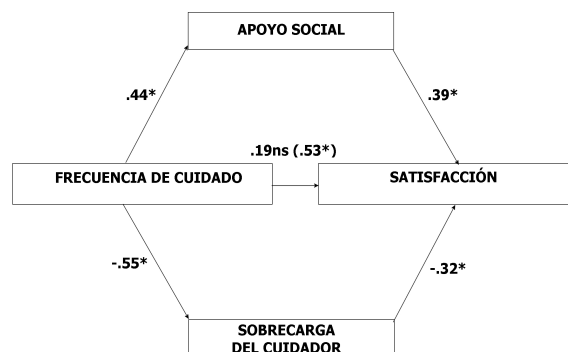 APOYO SOCIAL
.44*
.39*
.19ns (.53*)
FRECUENCIA DE CUIDADO
SATISFACCIÓN
-.55*
-.32*
SOBRECARGA
DEL CUIDADOR